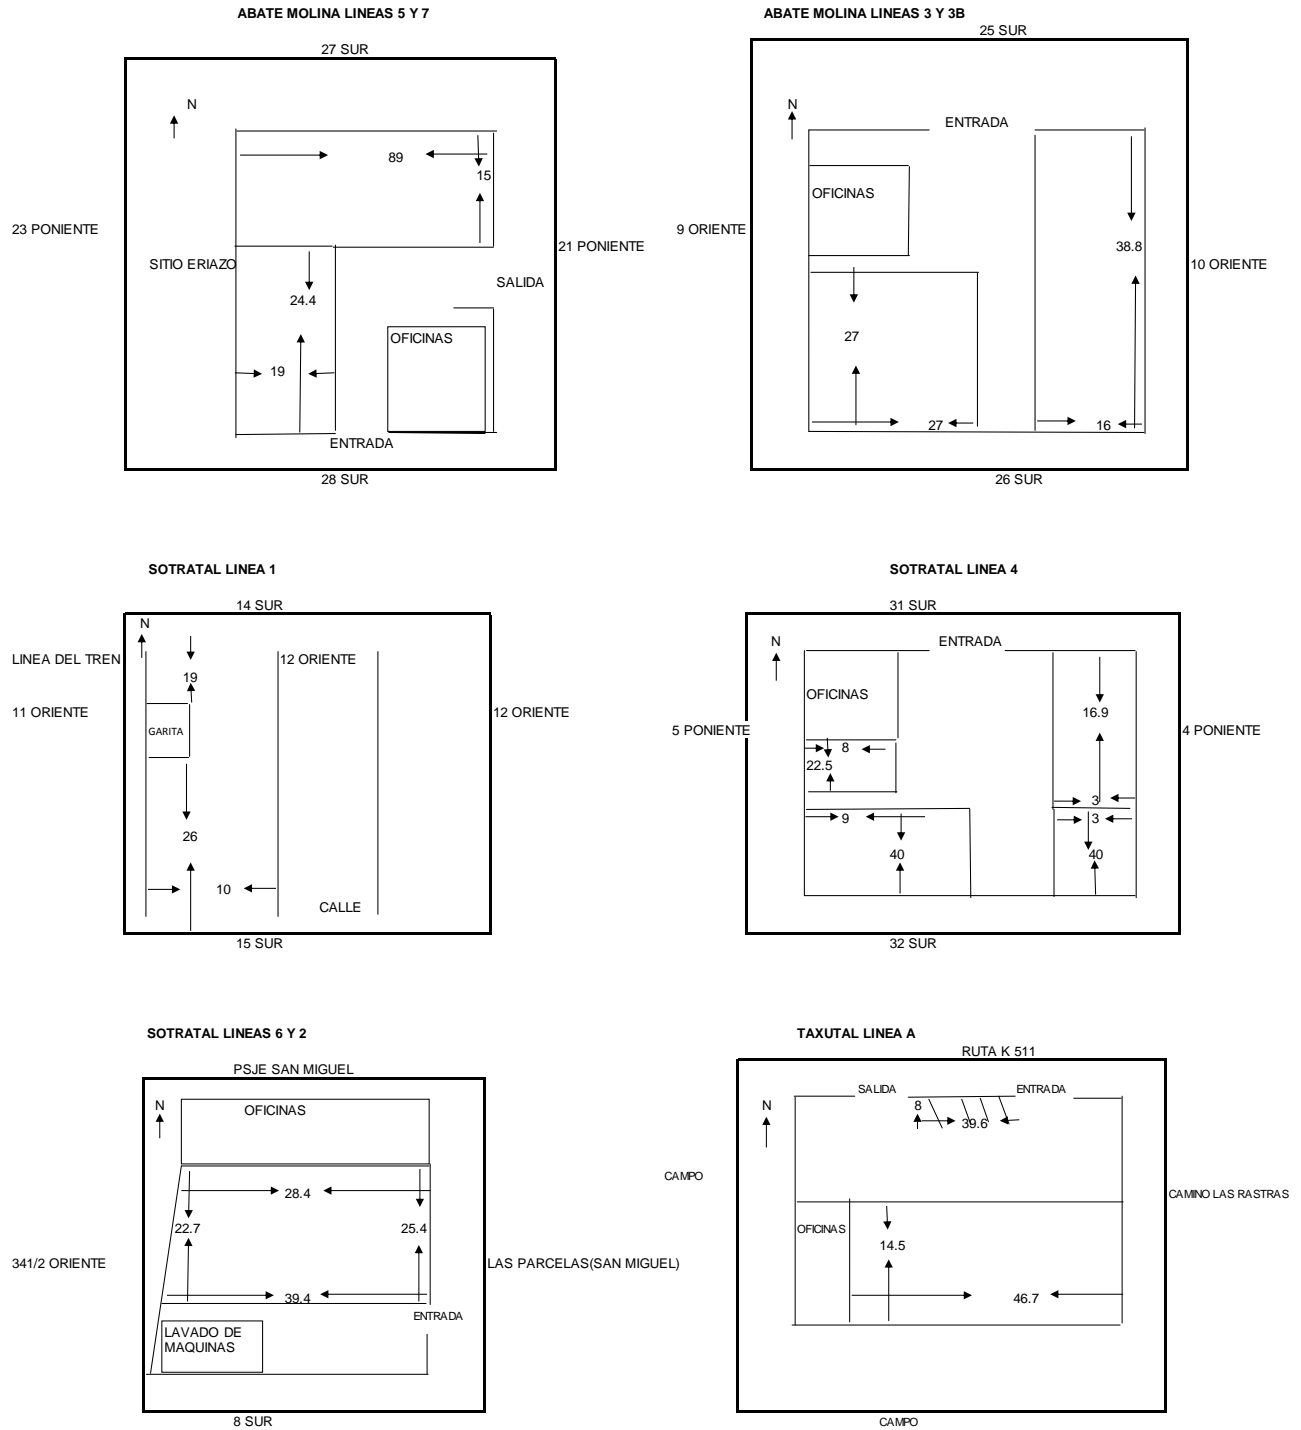 ABATE MOLINA LINEAS 5 Y 7
27 SUR
N
89
15
23 PONIENTE
21 PONIENTE
SITIO ERIAZO
SALIDA
24.4
OFICINAS
19
ENTRADA
28 SUR
ABATE MOLINA LINEAS 3 Y 3B
25 SUR
N
ENTRADA
OFICINAS
9 ORIENTE
38.8
10 ORIENTE
27
27
16
26 SUR
SOTRATAL LINEA 1
14 SUR
N
LINEA DEL TREN
12 ORIENTE
19
11 ORIENTE
12 ORIENTE
GARITA
26
10
CALLE
15 SUR
SOTRATAL LINEA 4
31 SUR
N
ENTRADA
OFICINAS
16.9
5 PONIENTE
4 PONIENTE
8
22.5
3
9
3
40
40
32 SUR
SOTRATAL LINEAS 6 Y 2
PSJE SAN MIGUEL
N
OFICINAS
28.4
22.7
25.4
341/2 ORIENTE
LAS PARCELAS(SAN MIGUEL)
39.4
ENTRADA
LAVADO DE
MAQUINAS
8 SUR
TAXUTAL LINEA A
RUTA K 511
SALIDA
ENTRADA
N
8
39.6
CAMPO
CAMINO LAS RASTRAS
OFICINAS
14.5
46.7
CAMPO